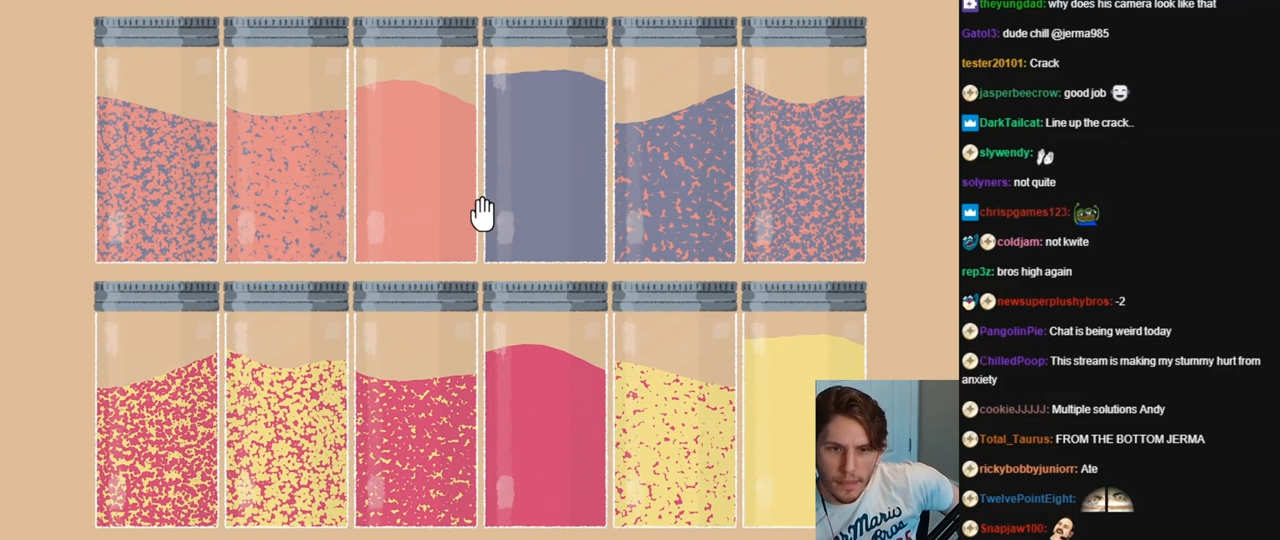 theyungdad: why does his camera look like that
Gatol3: dude chill @jerma985
tester20101: Crack
jasperbeecrow: good job
DarkTailcat: Line up the crack..
slywendy:
solyners: not quite
chrispgames123:
coldjam: not kwite
rep3z: bros high again
newsuperplushybros: -2
PangolinPie: Chat is being weird today
ChilledPoop: This stream is making my stummy hurt from
anxiety
cookieJJJJJ: Multiple solutions Andy
Total_Taurus: FROM THE BOTTOM JERMA
rickybobbyjuniorr: Ate
TwelvePointEight:
Snapjaw100:
Mario
Bros